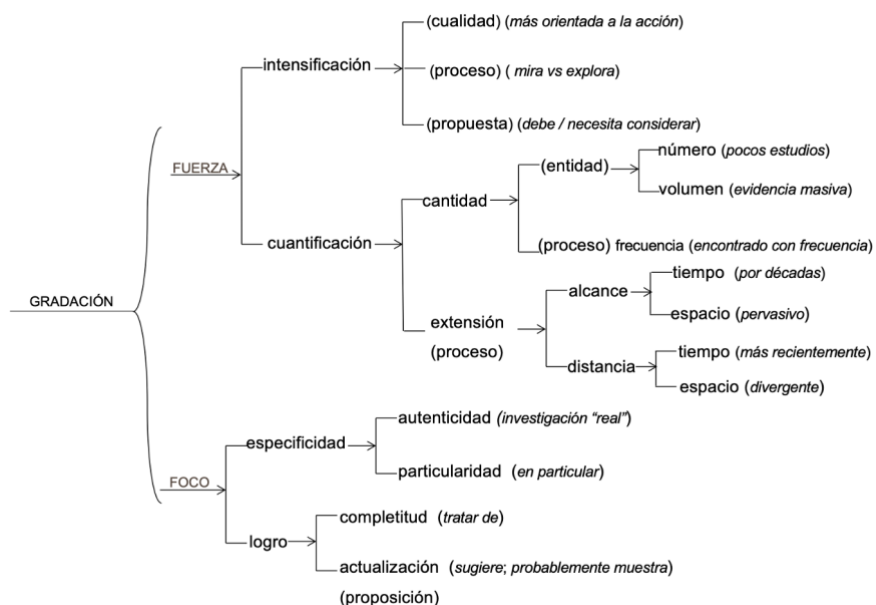 (cualidad) (más orientada a la acción)
intensificación
(proceso) ( mira vs explora)
(propuesta) (debe / necesita considerar)
FUERZA
número (pocos estudios)
(entidad)
volumen (evidencia masiva)
cantidad
cuantificación
(proceso) frecuencia (encontrado con frecuencia)
tiempo (por décadas)
alcance
GRADACIÓN
espacio (pervasivo)
extensión
(proceso)
tiempo (más recientemente)
distancia
espacio (divergente)
autenticidad (investigación “real”)
especificidad
particularidad (en particular)
FOCO
completitud (tratar de)
logro
actualización (sugiere; probablemente muestra)
(proposición)